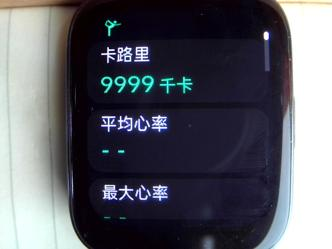 卡路里
9999 千卡
平均心率
--
最大心率
--